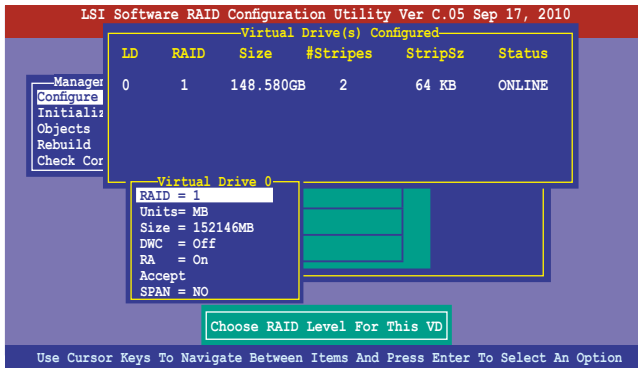 LSI Software RAID Configuration Utility Ver C.05 Sep 17, 2010
Virtual Drive(s) Configured
LD RAID Size #Stripes StripSz Status
0 1 148.580GB 2 64 KB ONLINE
Configure
Objects
Rebuild
Check
Virtual Drive 0
RAID = 1
Units= MB
Size = 152146MB
DWC = Off
RA = On
Accept
SPAN = NO
Choose RAID Level For This VD
Use Cursor Keys To Navigate Between Items And Press Enter To Select An Option